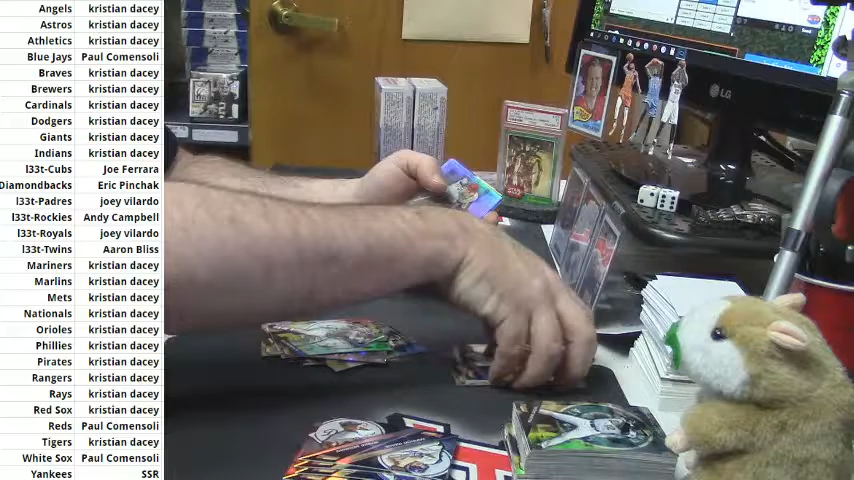 Angels kristian dacey
Astros kristian dacey
Athletics kristian dacey
Blue Jays Paul Comensoli
Braves kristian dacey
Brewers kristian dacey
Cardinals kristian dacey
Dodgers kristian dacey
Giants kristian dacey
Indians kristian dacey
l33t-Cubs Joe Ferrara
Diamondbacks Eric Pinchak
l33t-Padres joey vilardo
l33t-Rockies Andy Campbell
l33t-Royals joey vilardo
l33t-Twins Aaron Bliss
Mariners kristian dacey
Marlins kristian dacey
Mets kristian dacey
Nationals kristian dacey
Orioles kristian dacey
Phillies kristian dacey
Pirates kristian dacey
Rangers kristian dacey
Rays kristian dacey
Red Sox kristian dacey
Reds Paul Comensoli
Tigers kristian dacey
White Sox Paul Comensoli
Yankees SSR
LG